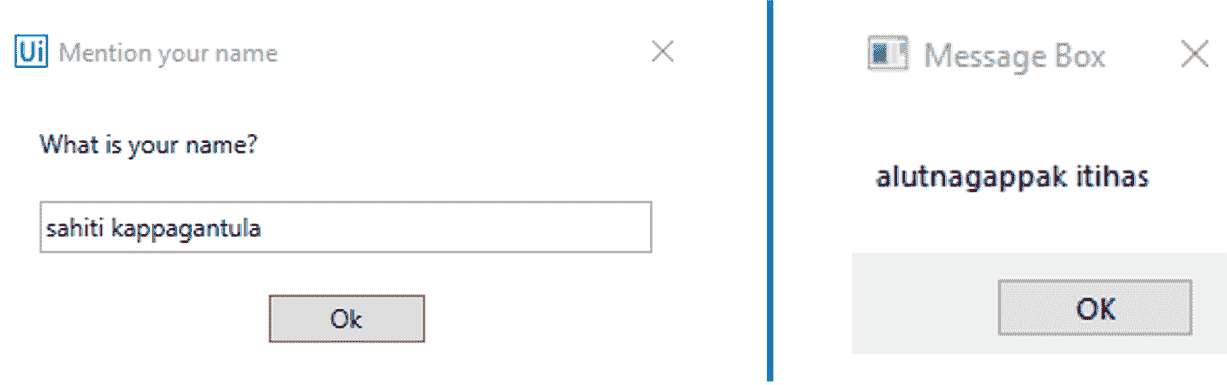 Ui Mention your name
What is your name?
sahiti kappagantula
Ok
Message Box
alutnagappak itihas
OK